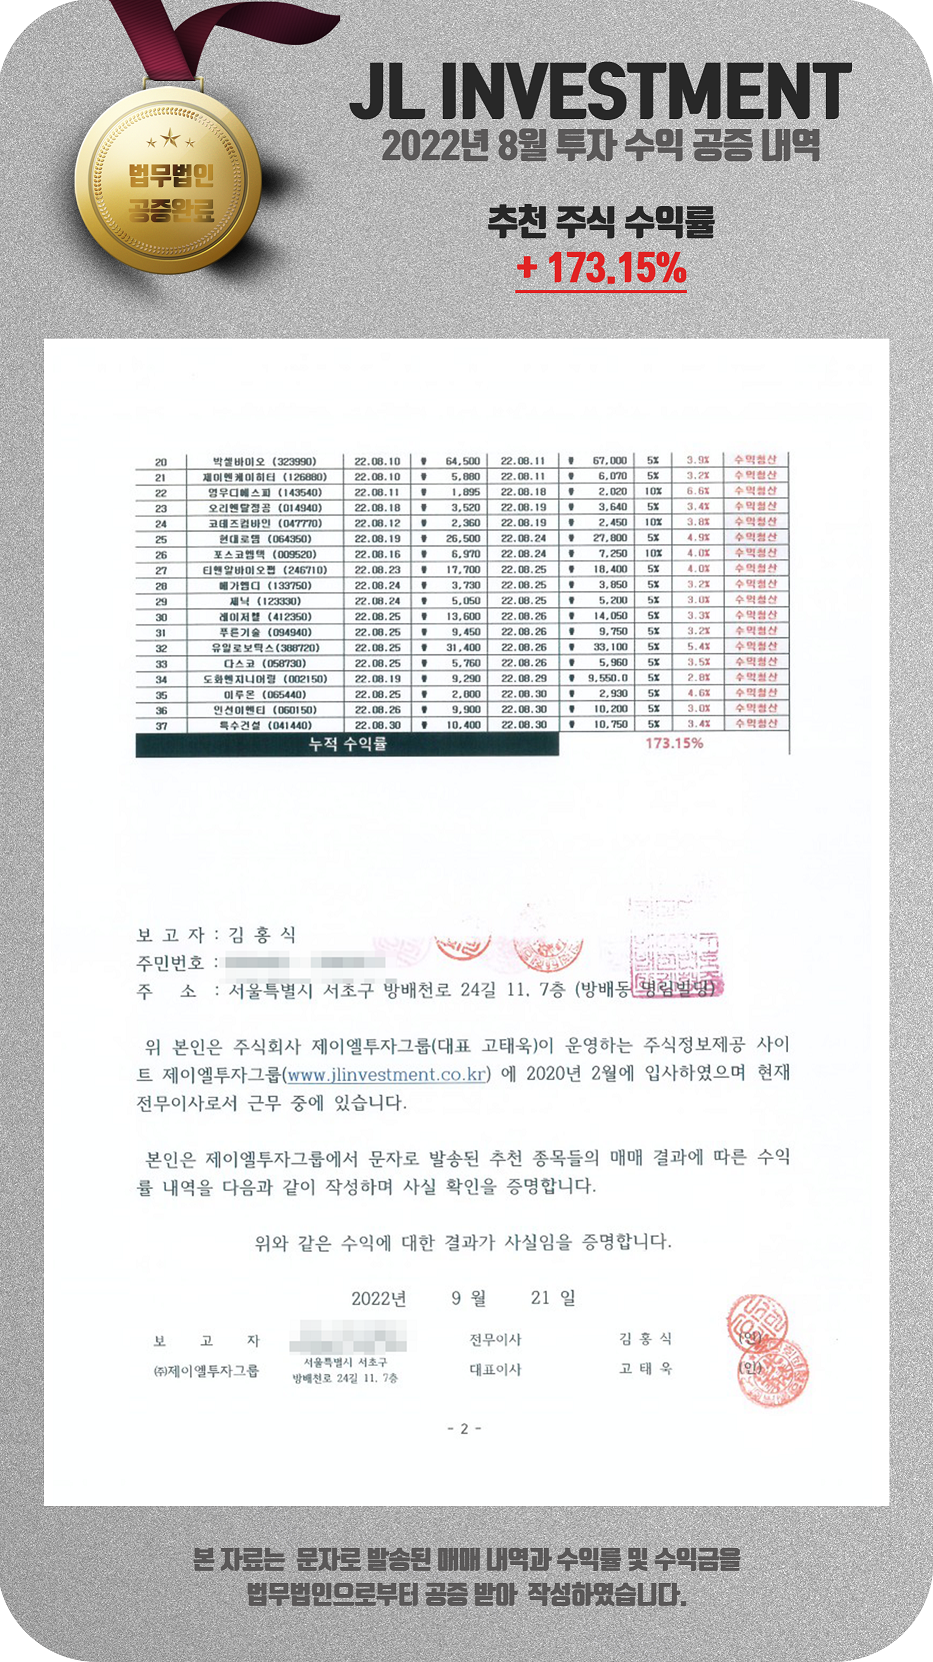 법무법인
공증완료
JL INVESTMENT
2022년 8월 투자 수익 공증 내역
추천 주식 수익률
+ 173.15%
20 박셀바이오 (323990) 22.08.10 ₩ 64,500 22.08.11 ₩ 67,000 5% 3.9% 수익청산
21 제이엔케이히터 (126880) 22.08.10 ₩ 5,880 22.08.11 ₩ 6,070 5% 3.2% 수익청산
22 영우디에스피 (143540) 22.08.11 ₩ 1,895 22.08.18 ₩ 2,020 10% 6.6% 수익청산
23 오리엔탈정공 (014940) 22.08.18 ₩ 3,520 22.08.19 ₩ 3,640 5% 3.4% 수익청산
24 코데즈컴바인 (047770) 22.08.12 ₩ 2,360 22.08.19 ₩ 2,450 10% 3.8% 수익청산
25 현대로템 (064350) 22.08.19 ₩ 26,500 22.08.24 ₩ 27,800 5% 4.9% 수익청산
26 포스코엠텍 (009520) 22.08.16 ₩ 6,970 22.08.24 ₩ 7,250 10% 4.0% 수익청산
27 티앤알바이오팹 (246710) 22.08.23 ₩ 17,700 22.08.25 ₩ 18,400 5% 4.0% 수익청산
28 메가엠디 (133750) 22.08.24 ₩ 3,730 22.08.25 ₩ 3,850 5% 3.2% 수익청산
29 제닉 (123330) 22.08.24 ₩ 5,050 22.08.25 ₩ 5,200 5% 3.0% 수익청산
30 레이저쎌 (412350) 22.08.25 ₩ 13,600 22.08.26 ₩ 14,050 5% 3.3% 수익청산
31 푸른기술 (094940) 22.08.25 ₩ 9,450 22.08.26 ₩ 9,750 5% 3.2% 수익청산
32 유일로보틱스(388720) 22.08.25 ₩ 31,400 22.08.26 ₩ 33,100 5% 5.4% 수익청산
33 다스코 (058730) 22.08.25 ₩ 5,760 22.08.26 ₩ 5,960 5% 3.5% 수익청산
34 도화엔지니어링 (002150) 22.08.19 ₩ 9,290 22.08.29 ₩ 9,550.0 5% 2.8% 수익청산
35 이루온 (065440) 22.08.25 ₩ 2,800 22.08.30 ₩ 2,930 5% 4.6% 수익청산
36 인선이엔티 (060150) 22.08.26 ₩ 9,900 22.08.30 ₩ 10,200 5% 3.0% 수익청산
37 특수건설 (041440) 22.08.30 ₩ 10,400 22.08.30 ₩ 10,750 5% 3.4% 수익청산
누적 수익률 173.15%
보 고 자 : 김 홍 식
주민번호 :
주 소 : 서울특별시 서초구 방배천로 24길 11, 7층 (방배동 명림빌딩)
위 본인은 주식회사 제이엘투자그룹(대표 고태욱)이 운영하는 주식정보제공 사이
트 제이엘투자그룹(www.jlinvestment.co.kr) 에 2020년 2월에 입사하였으며 현재
전무이사로서 근무 중에 있습니다.
본인은 제이엘투자그룹에서 문자로 발송된 추천 종목들의 매매 결과에 따른 수익
률 내역을 다음과 같이 작성하며 사실 확인을 증명합니다.
위와 같은 수익에 대한 결과가 사실임을 증명합니다.
2022년 9 월 21 일
보 고 자 전무이사 김 홍 식 (인)
㈜제이엘투자그룹 서울특별시 서초구 방배천로 24길 11, 7층 대표이사 고 태 욱 (인)
- 2 -
본 자료는 문자로 발송된 매매 내역과 수익률 및 수익금을
법무법인으로부터 공증 받아 작성하였습니다.